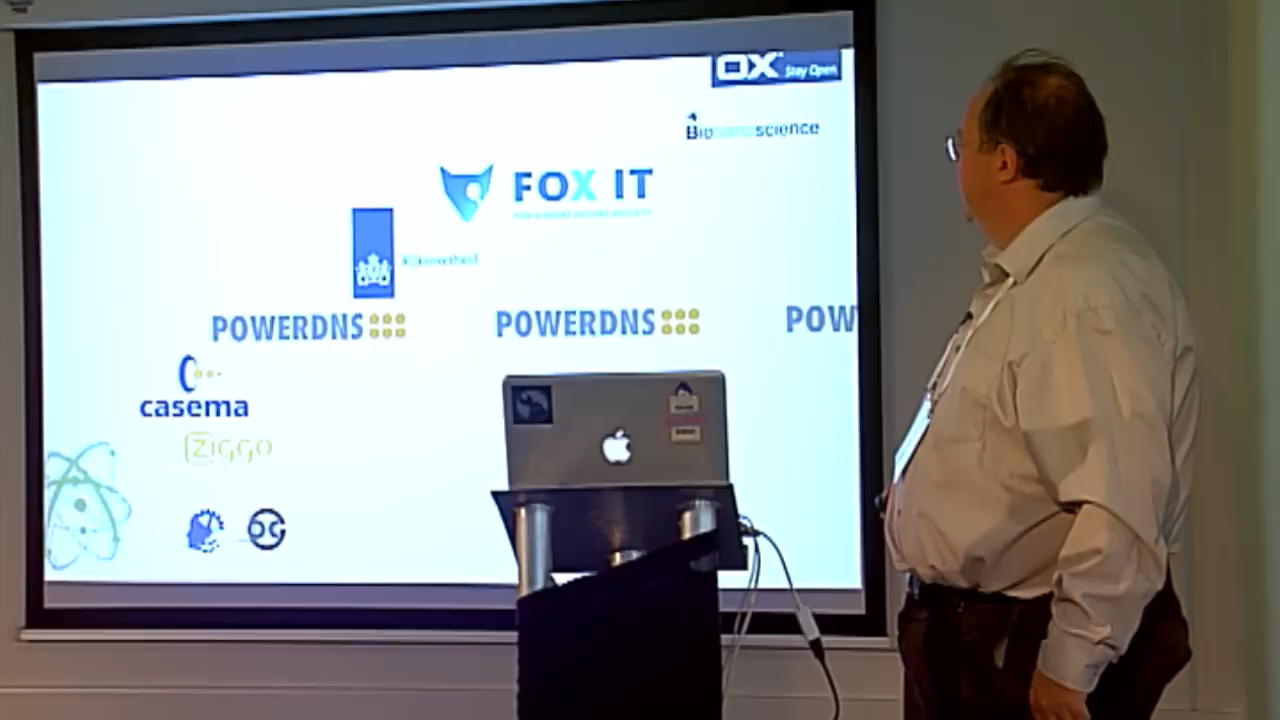 OX
Stay Open
Bionanoscience
FOX IT
Rijksoverheid
POWERDNS
POWERDNS
POW
casema
Ziggo